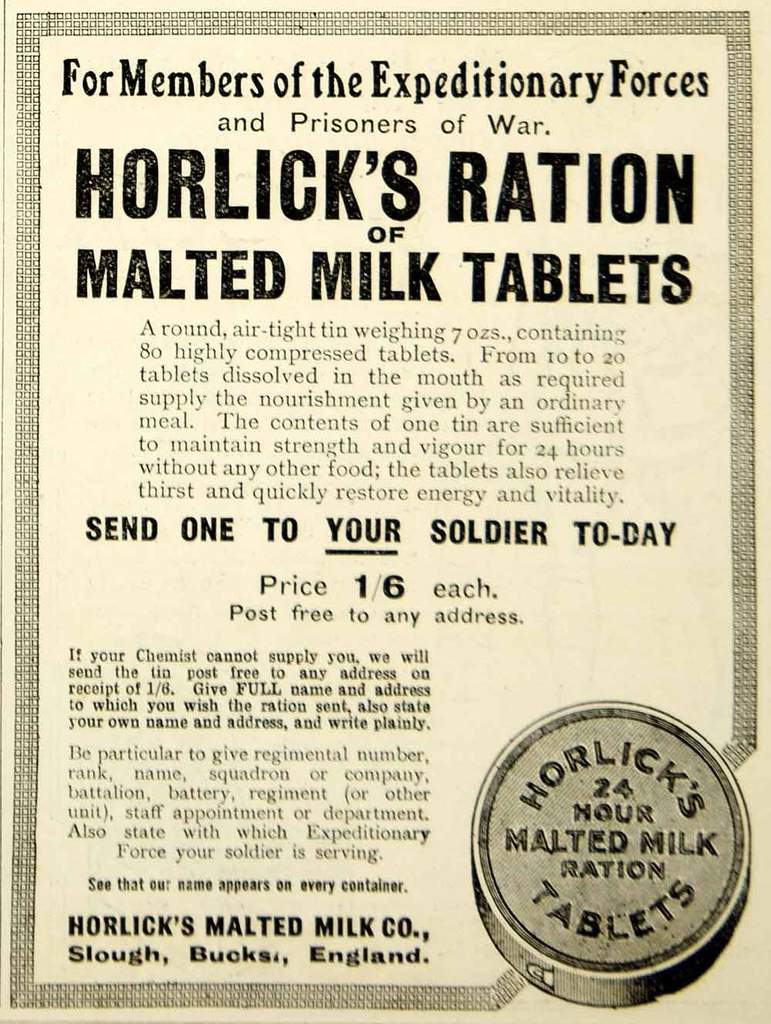 For Members of the Expeditionary Forces
and Prisoners of War.
HORLICK'S RATION
OF
MALTED MILK TABLETS
A round, air-tight tin weighing 7 ozs., containing
80 highly compressed tablets. From 10 to 20
tablets dissolved in the mouth as required
supply the nourishment given by an ordinary
meal. The contents of one tin are sufficient
to maintain strength and vigour for 24 hours
without any other food; the tablets also relieve
thirst and quickly restore energy and vitality.
SEND ONE TO YOUR SOLDIER TO-DAY
Price 1/6 each.
Post free to any address.
If your Chemist cannot supply you, we will
send the tin post free to any address on
receipt of 1/6. Give FULL name and address
to which you wish the ration sent, also state
your own name and address, and write plainly.
Be particular to give regimental number,
rank, name, squadron or company,
battalion, battery, regiment (or other
unit), staff appointment or department.
Also state with which Expeditionary
Force your soldier is serving.
See that our name appears on every container.
HORLICK'S MALTED MILK CO.,
Slough, Bucks., England.
HORLICK'S
24
HOUR
MALTED MILK
RATION
TABLETS